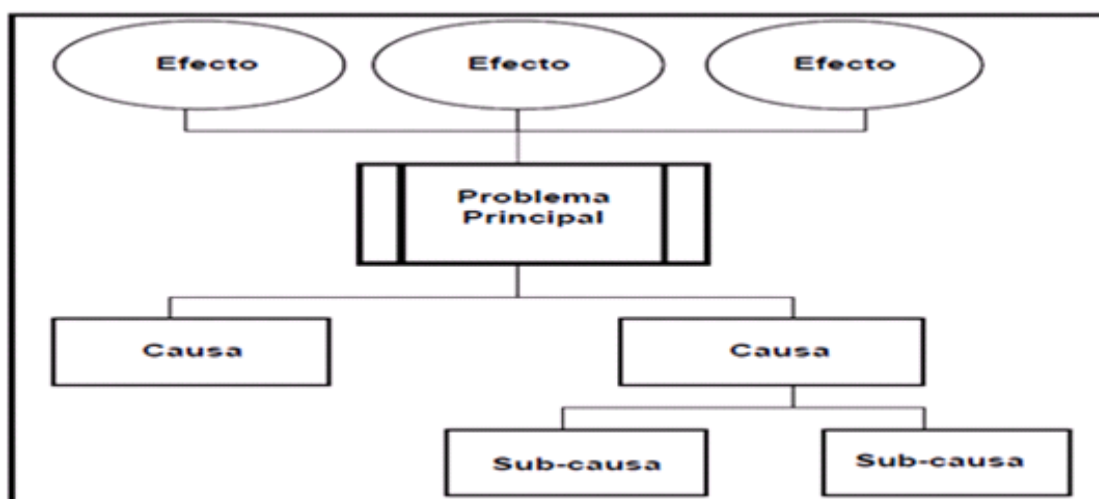 Efecto
Efecto
Efecto
Problema
Principal
Causa
Causa
Sub-causa
Sub-causa